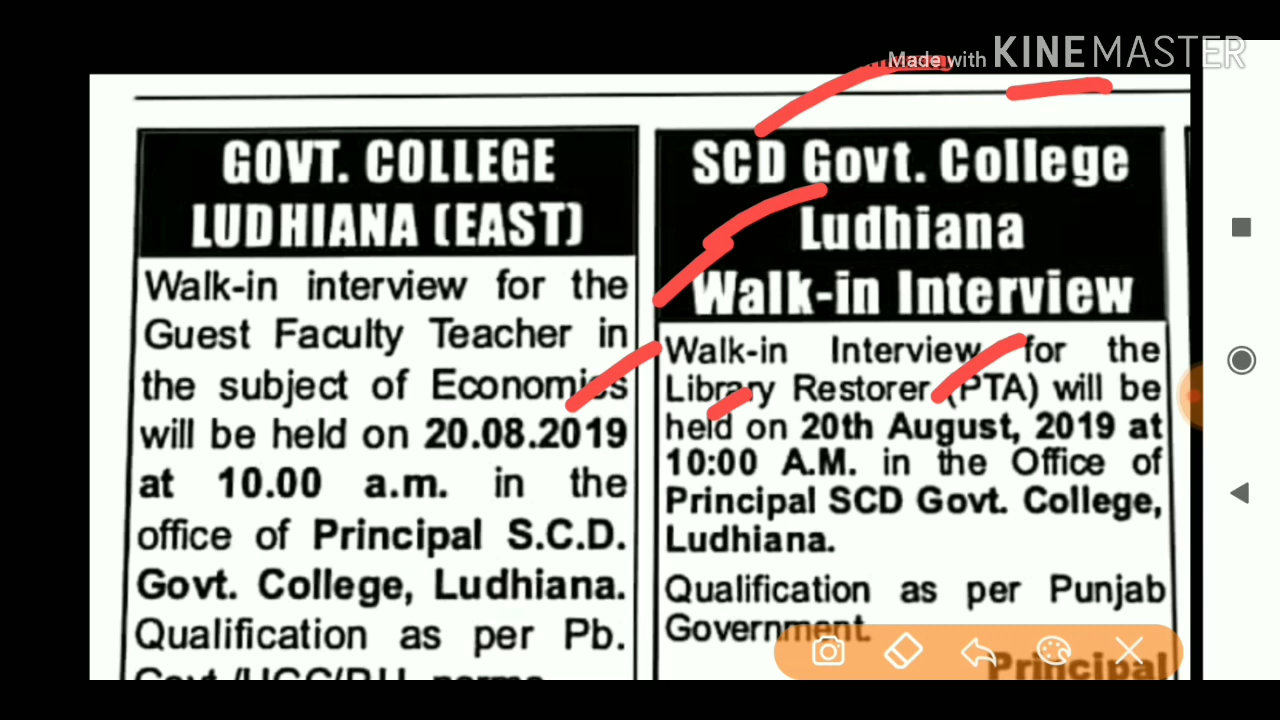 Made with KINEMASTER
GOVT. COLLEGE
LUDHIANA (EAST)
Walk-in interview for the
Guest Faculty Teacher in
the subject of Economics
will be held on 20.08.2019
at 10.00 a.m. in the
office of Principal S.C.D.
Govt. College, Ludhiana.
Qualification as per Pb.
SCD Govt. College
Ludhiana
Walk-in Interview
Walk-in Interview for the
Library Restorer (PTA) will be
held on 20th August, 2019 at
10:00 A.M. in the Office of
Principal SCD Govt. College,
Ludhiana.
Qualification as per Punjab
Government.
Principal